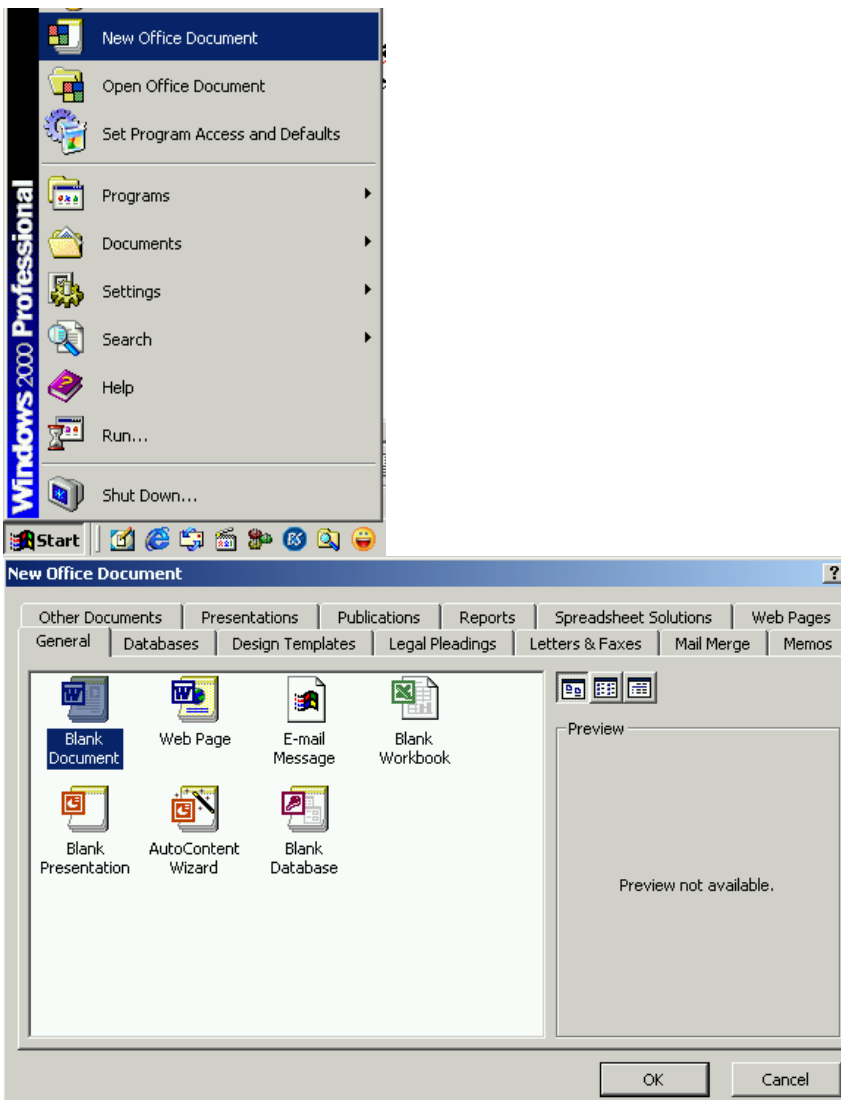 New Office Document
Open Office Document
Set Program Access and Defaults
Programs
Documents
Settings
Search
Help
Run...
Shut Down...
Windows 2000 Professional
Start
New Office Document
?
Other Documents Presentations Publications Reports Spreadsheet Solutions Web Pages
General Databases Design Templates Legal Pleadings Letters & Faxes Mail Merge Memos
Blank
Document
Web Page
E-mail
Message
Blank
Workbook
Blank
Presentation
AutoContent
Wizard
Blank
Database
Preview
Preview not available.
OK Cancel